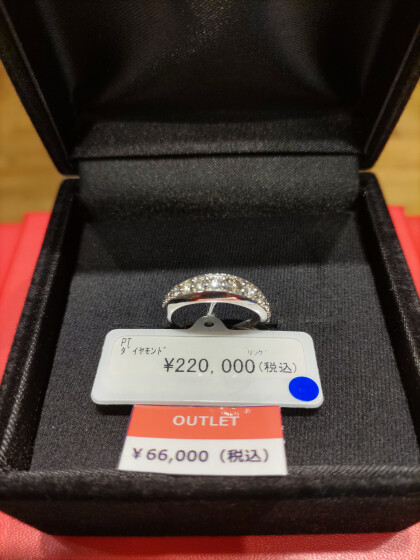 PT
ﾀﾞｲﾔﾓﾝﾄﾞ
ﾘﾝｸﾞ
¥220,000(税込)
OUTLET
¥66,000 (税込)